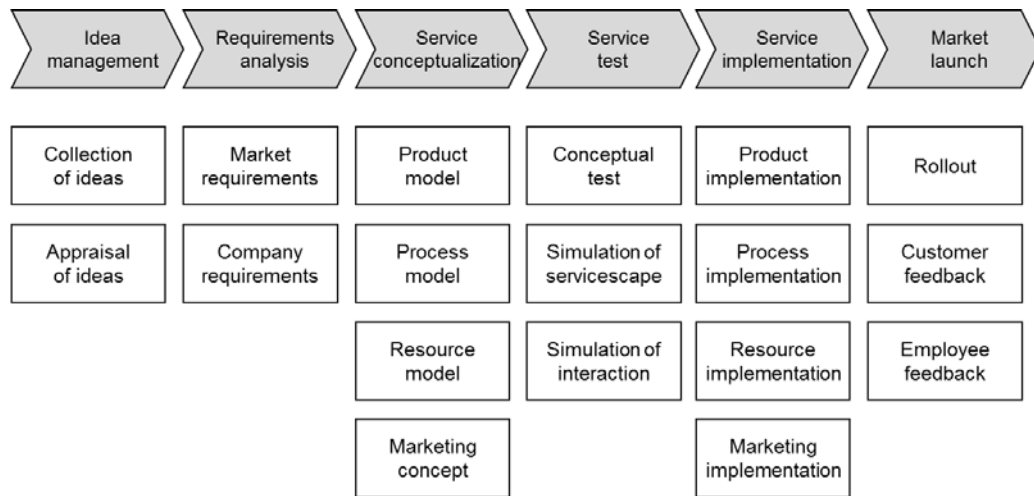 Idea
management
Requirements
analysis
Service
conceptualization
Service
test
Service
implementation
Market
launch
Collection
of ideas
Market
requirements
Product
model
Conceptual
test
Product
implementation
Rollout
Appraisal
of ideas
Company
requirements
Process
model
Simulation of
servicescape
Process
implementation
Customer
feedback
Resource
model
Simulation of
interaction
Resource
implementation
Employee
feedback
Marketing
concept
Marketing
implementation